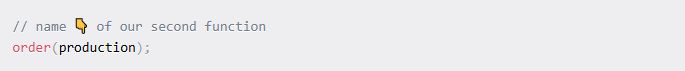 // name 👇 of our second function
order(production);